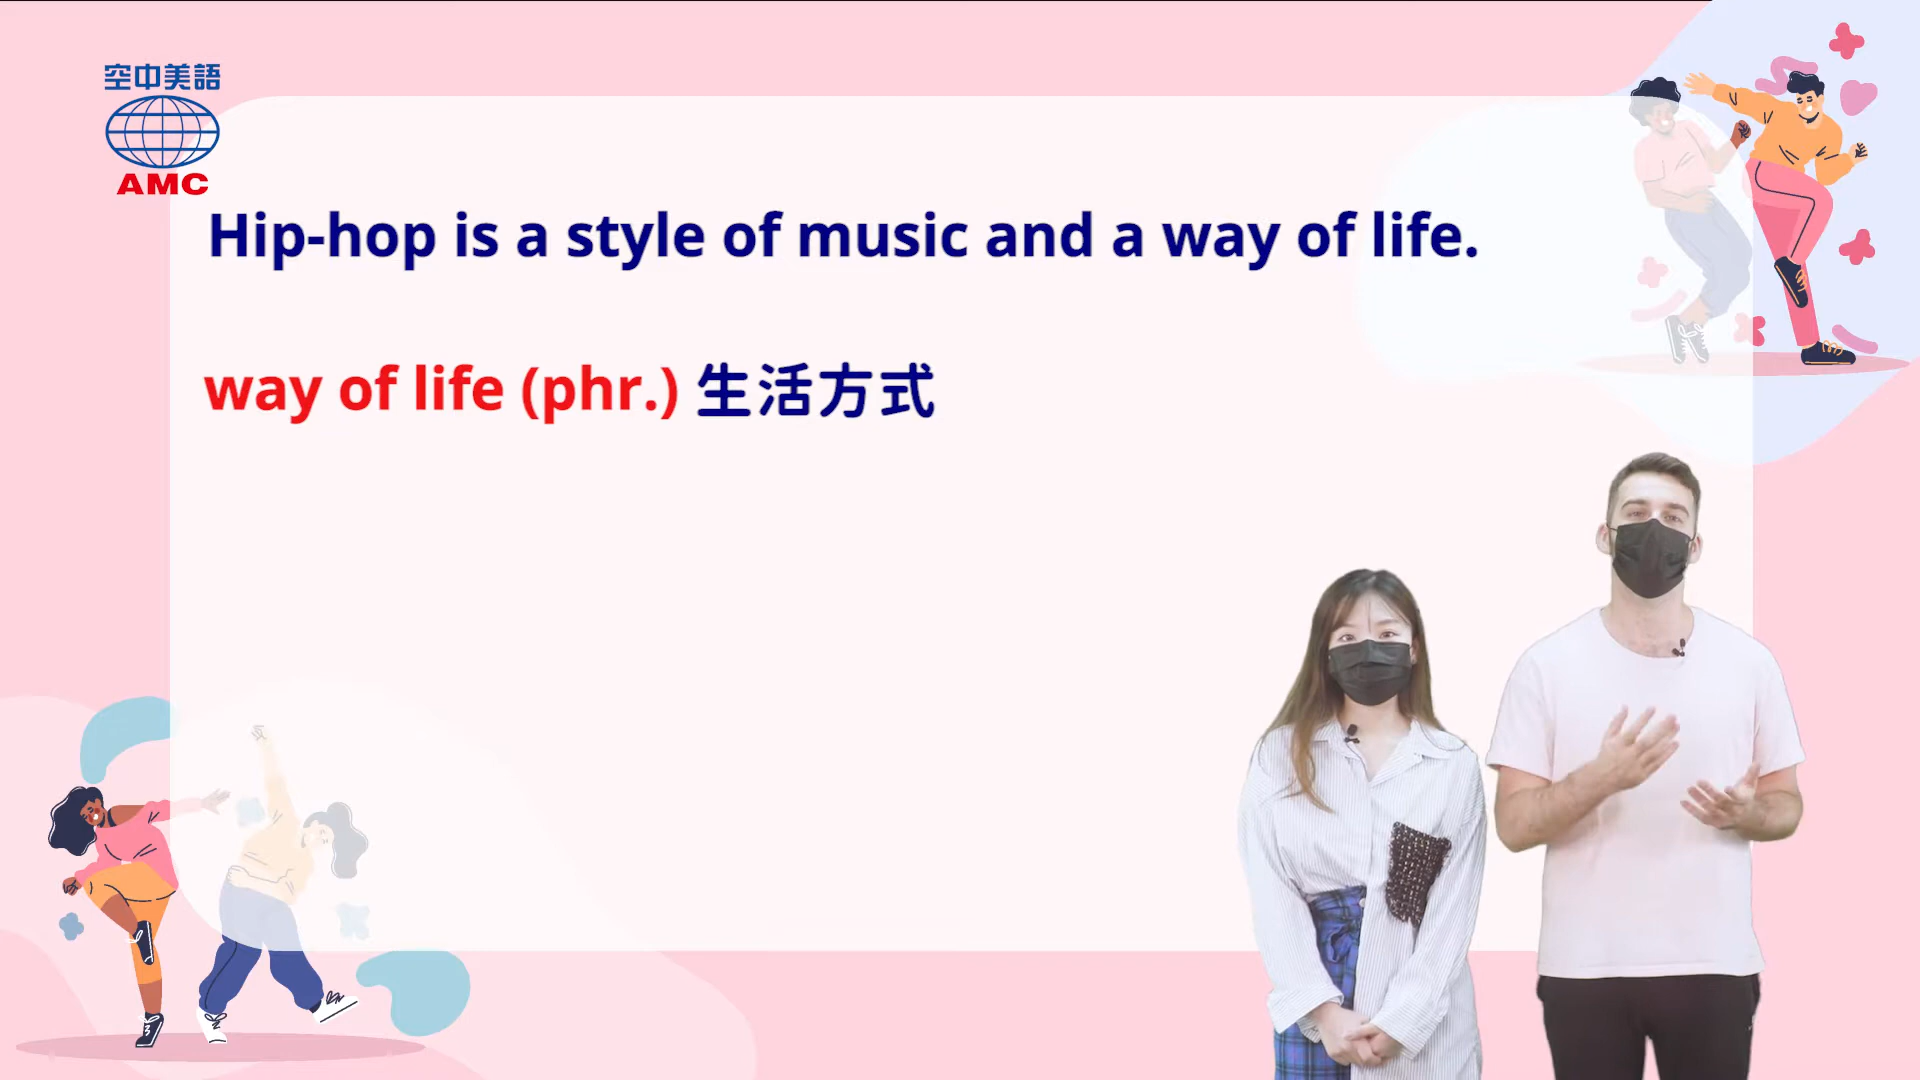 空中美語
AMC
Hip-hop is a style of music and a way of life.
way of life (phr.) 生活方式